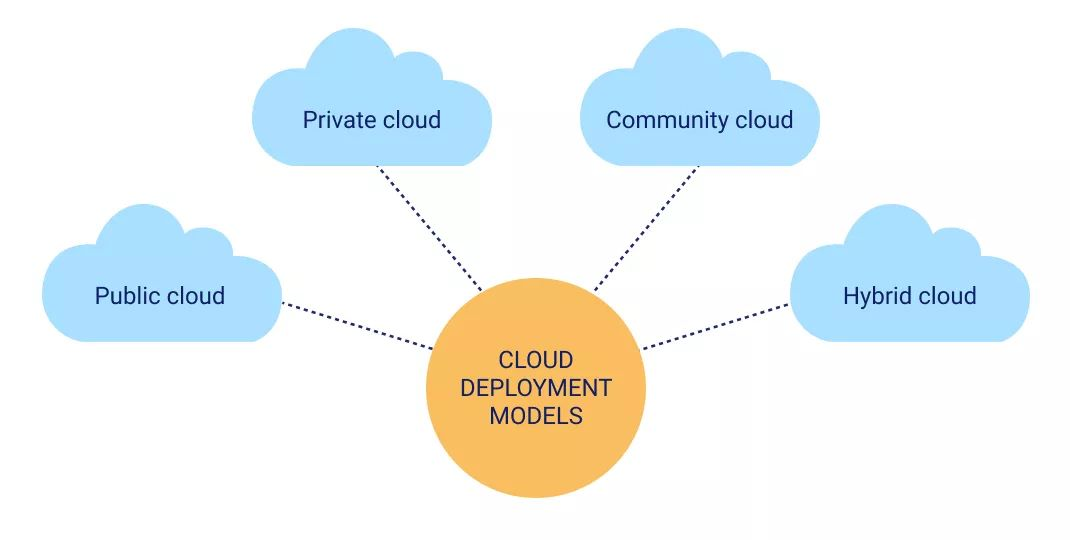 Private cloud
Community cloud
Public cloud
Hybrid cloud
CLOUD
DEPLOYMENT
MODELS